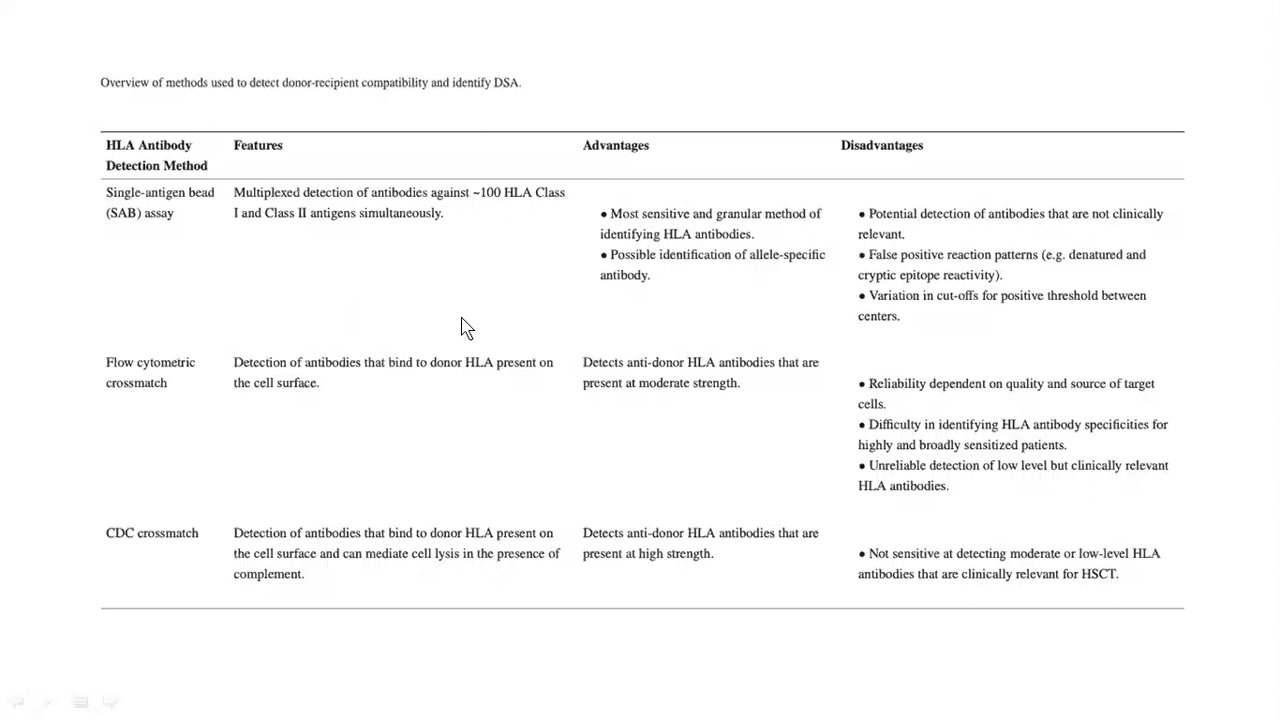 Overview of methods used to detect donor-recipient compatibility and identify DSA.
HLA Antibody
Detection Method
Features
Advantages
Disadvantages
Single-antigen bead
(SAB) assay
Multiplexed detection of antibodies against ~100 HLA Class
I and Class II antigens simultaneously.
● Most sensitive and granular method of
identifying HLA antibodies.
● Possible identification of allele-specific
antibody.
● Potential detection of antibodies that are not clinically
relevant.
● False positive reaction patterns (e.g. denatured and
cryptic epitope reactivity).
● Variation in cut-offs for positive threshold between
centers.
Flow cytometric
crossmatch
Detection of antibodies that bind to donor HLA present on
the cell surface.
Detects anti-donor HLA antibodies that are
present at moderate strength.
● Reliability dependent on quality and source of target
cells.
● Difficulty in identifying HLA antibody specificities for
highly and broadly sensitized patients.
● Unreliable detection of low level but clinically relevant
HLA antibodies.
CDC crossmatch
Detection of antibodies that bind to donor HLA present on
the cell surface and can mediate cell lysis in the presence of
complement.
Detects anti-donor HLA antibodies that are
present at high strength.
● Not sensitive at detecting moderate or low-level HLA
antibodies that are clinically relevant for HSCT.